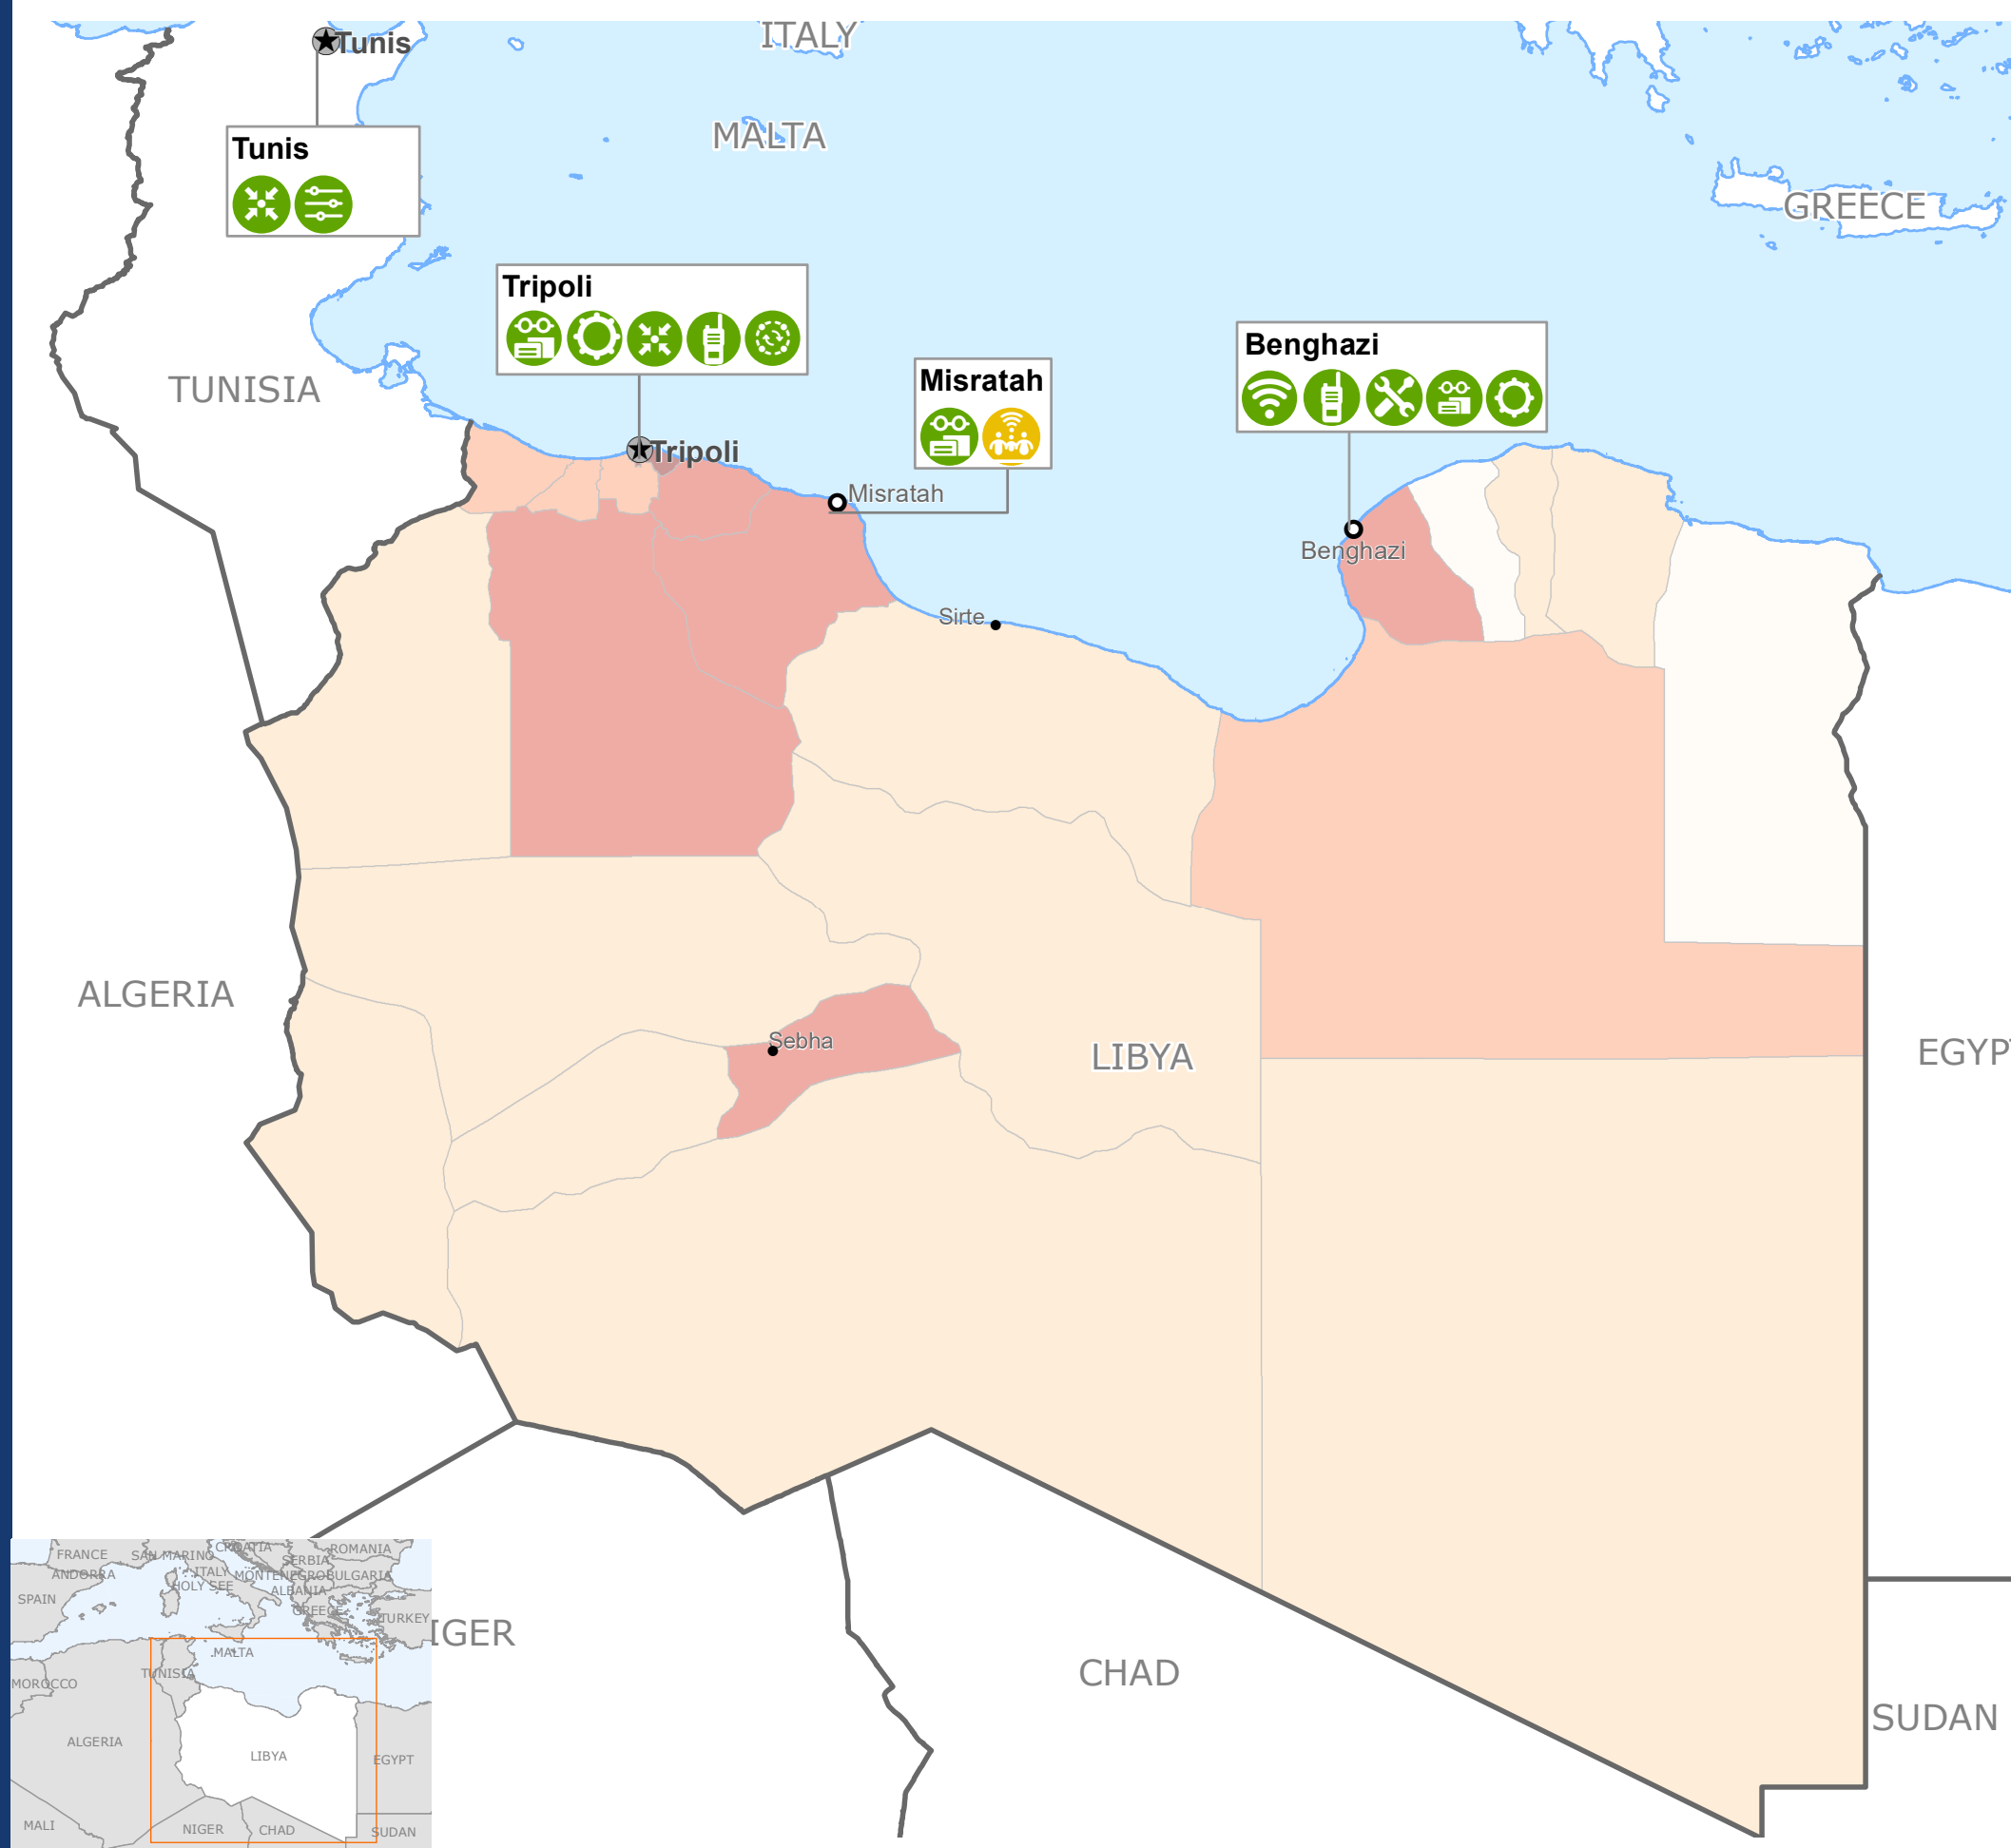 Tunis
ITALY
MALTA
Tunis
GREECE
Tripoli
TUNISIA
Misratah
Benghazi
Tripoli
Misratah
Benghazi
Sirte
ALGERIA
Sebha
LIBYA
EGYPT
IGER
CHAD
SUDAN
FRANCE
SAN MARINO
CROATIA
ROMANIA
SERBIA
ANDORRA
ITALY
MONTENEGRO
BULGARIA
HOLY SEE
ALBANIA
SPAIN
GREECE
TURKEY
MALTA
TUNISIA
MOROCCO
ALGERIA
LIBYA
EGYPT
MALI
NIGER
CHAD
SUDAN